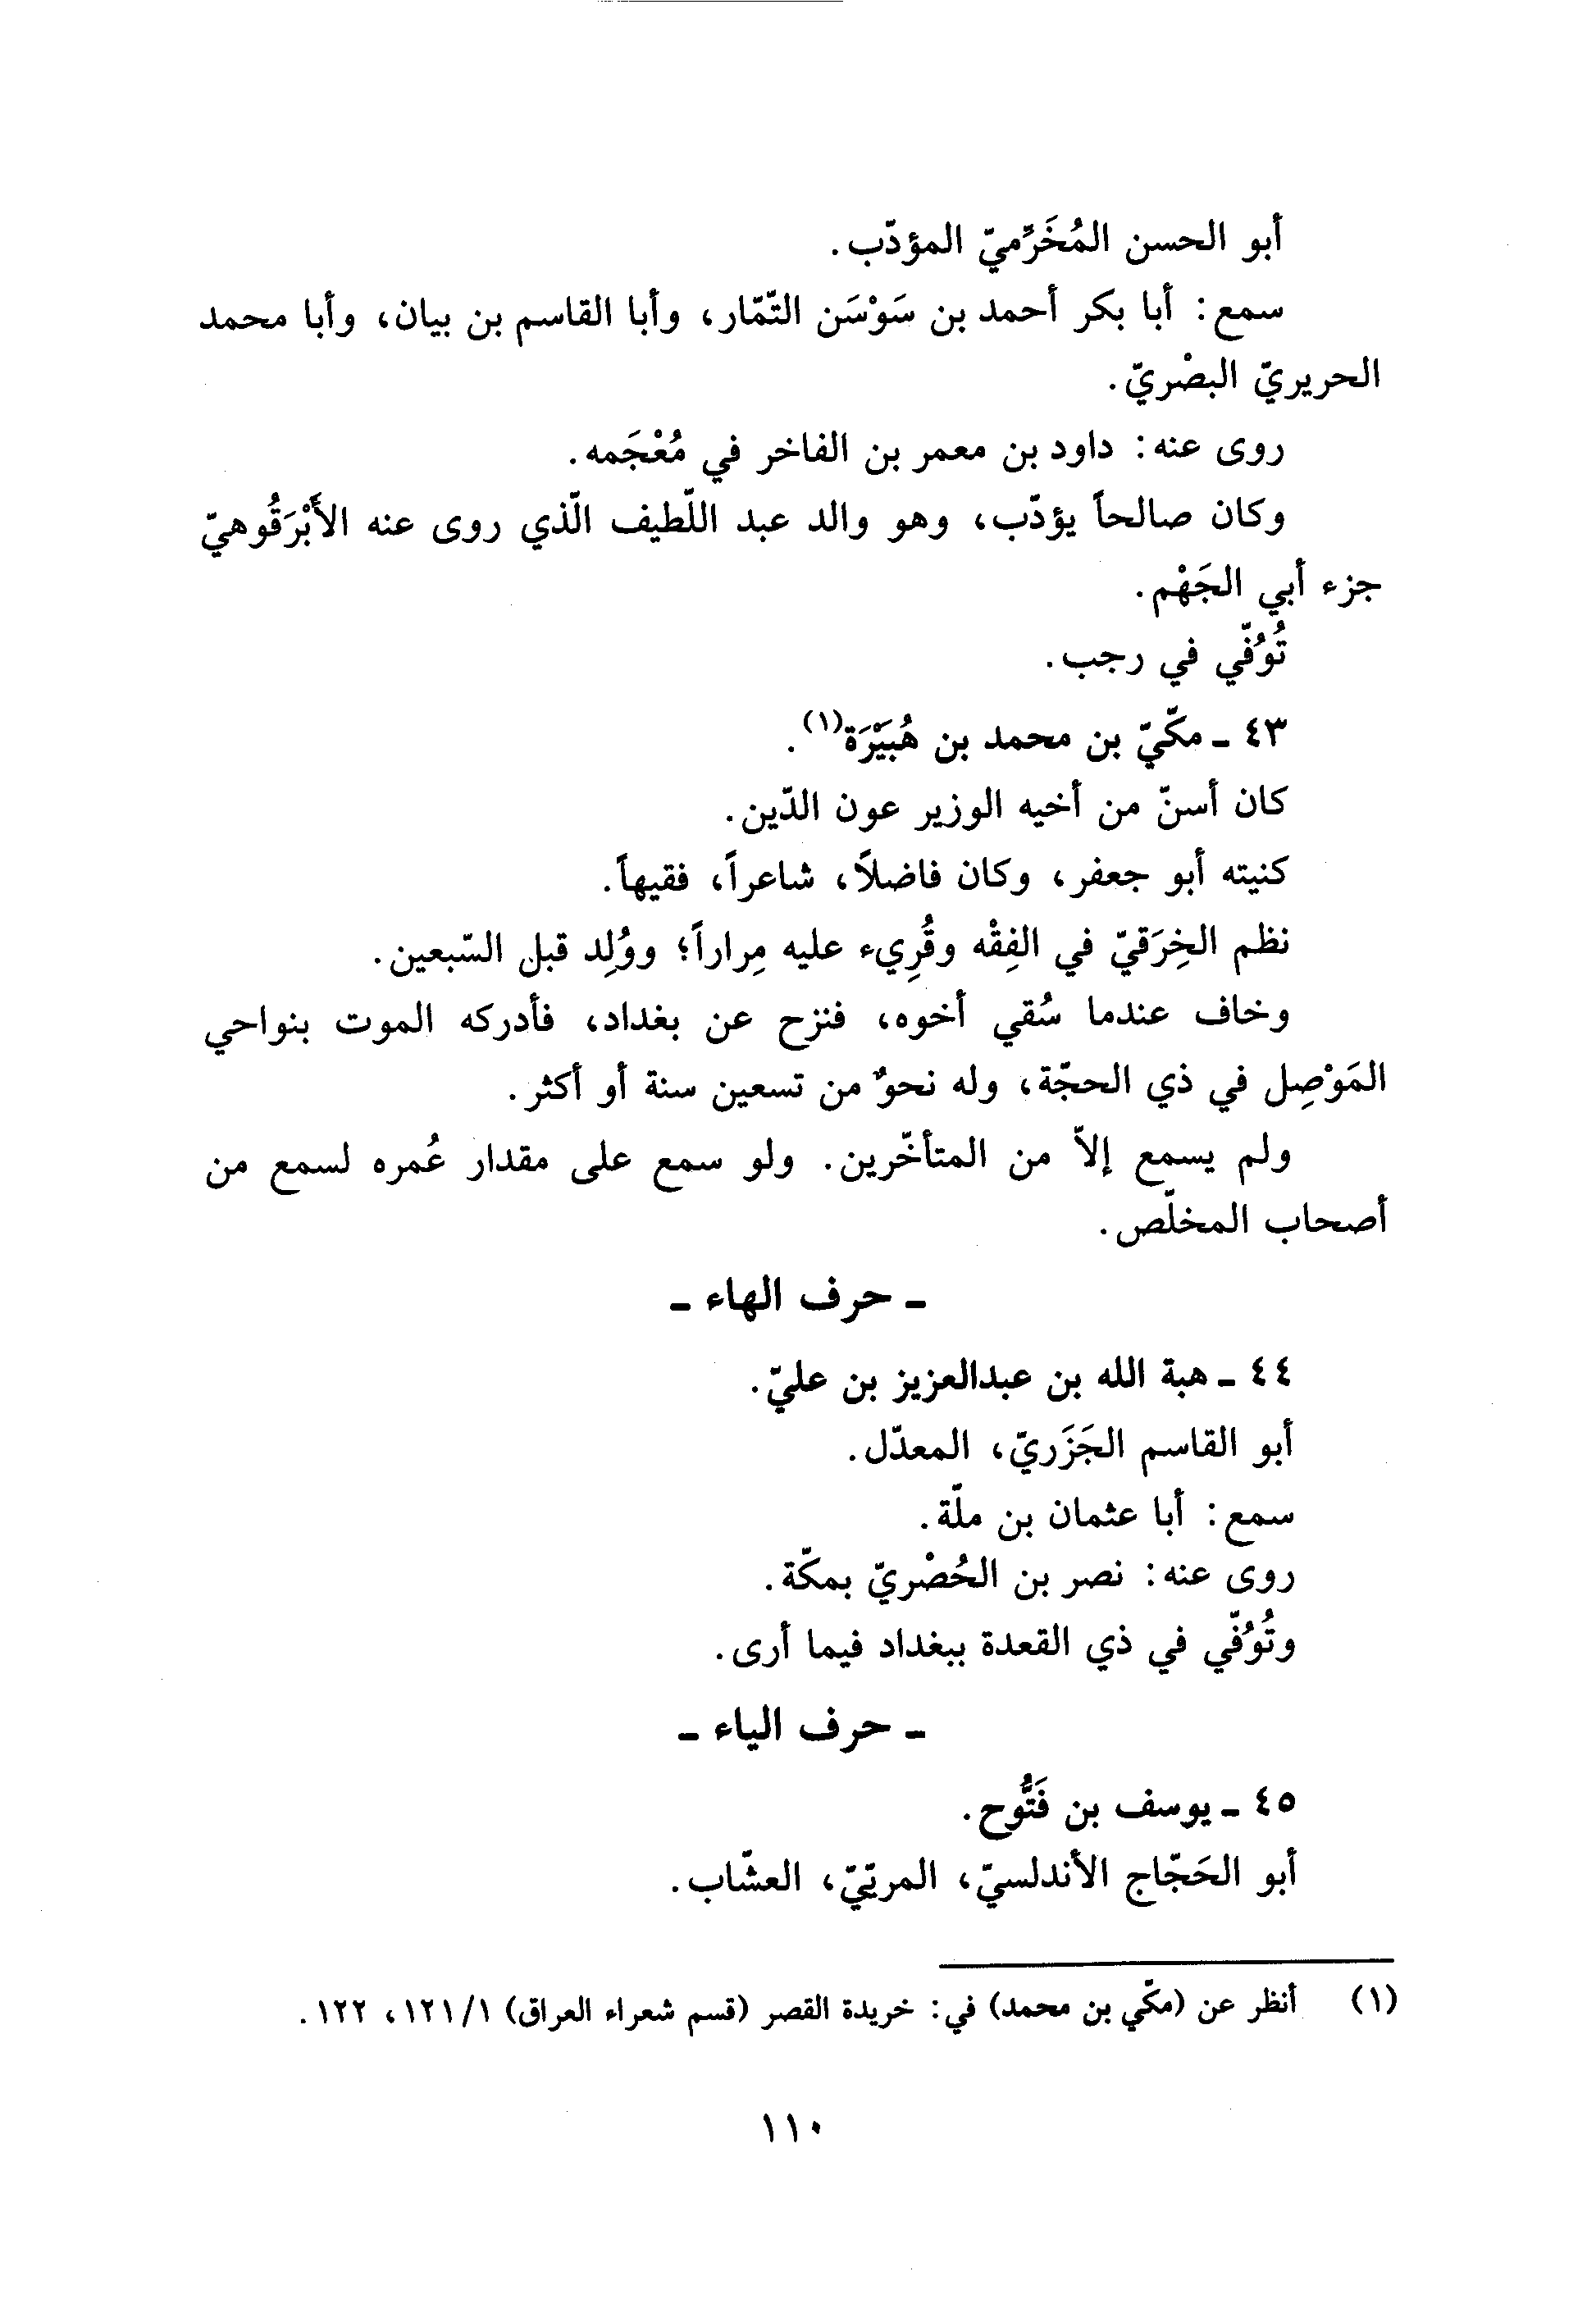 أبو الحسن المُخَرِّميّ المؤدّب.
سمع: أبا بكر أحمد بن سَوْسَن التّمّار، وأبا القاسم بن بيان، وأبا محمد
الحريريّ البصْريّ.
روى عنه: داود بن معمر بن الفاخر في مُعْجَمه.
وكان صالحاً يؤدّب، وهو والد عبد اللّطيف الّذي روى عنه الأَبْرَقُوهيّ
جزء أبي الجَهْم.
تُوُفّي في رجب.
٤٣ ـ مكّيّ بن محمد بن هُبَيْرَة(١).
كان أسنّ من أخيه الوزير عون الدّين.
كنيته أبو جعفر، وكان فاضلاً، شاعراً، فقيهاً.
نظم الخِرَقيّ في الفِقْه وقُرِيء عليه مِراراً؛ ووُلِد قبل السّبعين.
وخاف عندما سُقي أخوه، فنزح عن بغداد، فأدركه الموت بنواحي
المَوْصِل في ذي الحجّة، وله نحوٌ من تسعين سنة أو أكثر.
ولم يسمع إلاّ من المتأخّرين. ولو سمع على مقدار عُمره لسمع من
أصحاب المخلّص.
ـ حرف الهاء ـ
٤٤ ـ هبة الله بن عبدالعزيز بن عليّ.
أبو القاسم الجَزَريّ، المعدّل.
سمع: أبا عثمان بن ملّة.
روى عنه: نصر بن الحُصْريّ بمكّة.
وتُوُفّي في ذي القعدة ببغداد فيما أرى.
ـ حرف الياء ـ
٤٥ ـ يوسف بن فَتُّوح.
أبو الحَجّاج الأندلسيّ، المريّيّ، العشّاب.
(١) أنظر عن (مكّي بن محمد) في: خريدة القصر (قسم شعراء العراق) ١/‏١٢١، ١٢٢.
١١٠